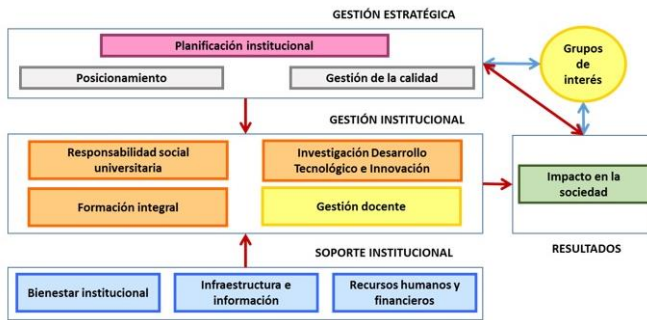 GESTIÓN ESTRATÉGICA
Planificación institucional
Posicionamiento
Gestión de la calidad
Grupos
de
interés
GESTIÓN INSTITUCIONAL
Responsabilidad social
universitaria
Investigación Desarrollo
Tecnológico e Innovación
Formación integral
Gestión docente
Impacto en la
sociedad
RESULTADOS
SOPORTE INSTITUCIONAL
Bienestar institucional
Infraestructura e
información
Recursos humanos y
financieros